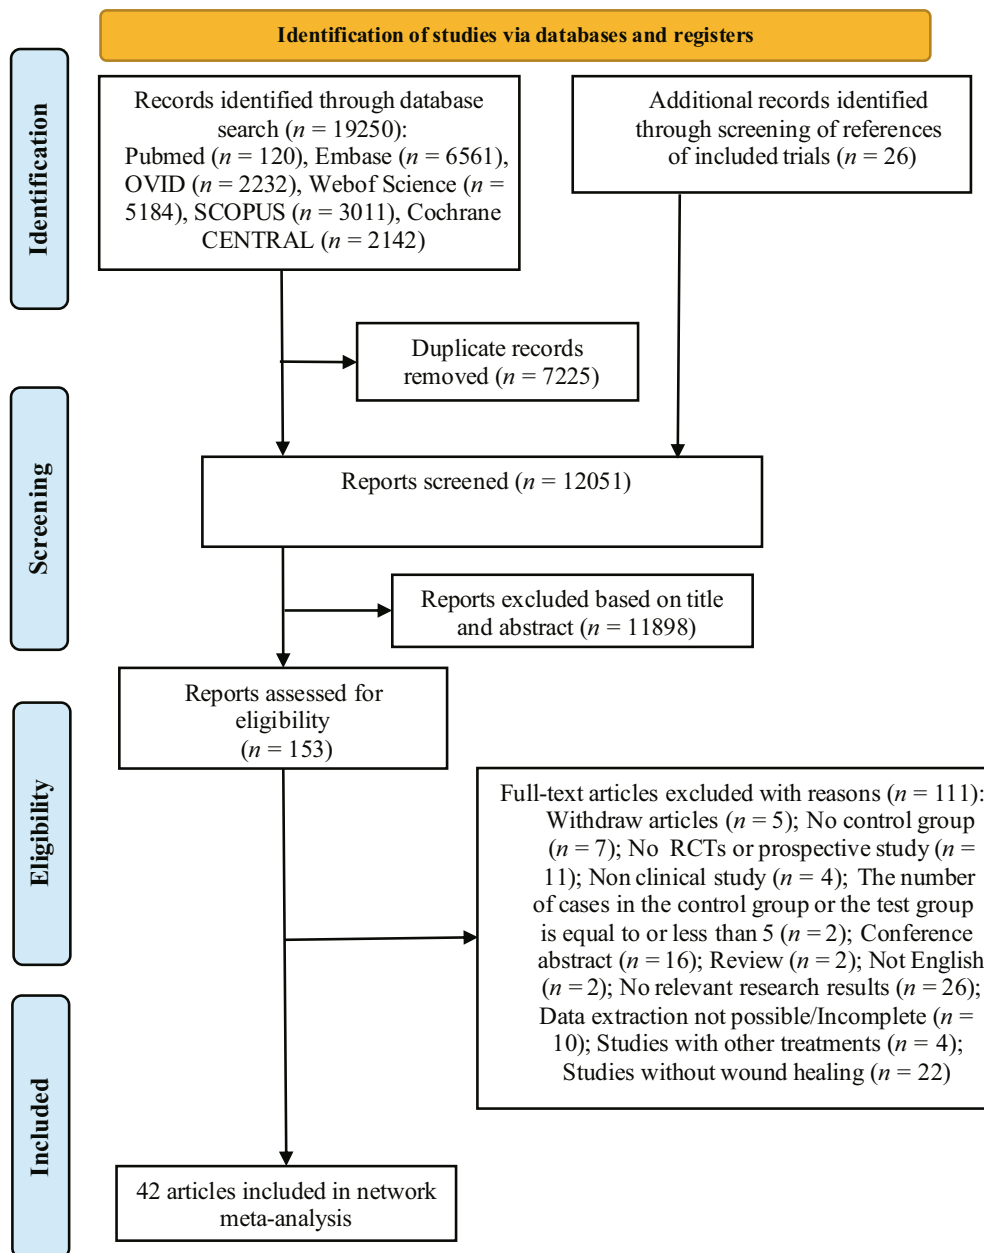 Identification of studies via databases and registers
Identification
Records identified through database
search (n = 19250):
Pubmed (n = 120), Embase (n = 6561),
OVID (n = 2232), Webof Science (n =
5184), SCOPUS (n = 3011), Cochrane
CENTRAL (n = 2142)
Additional records identified
through screening of references
of included trials (n = 26)
Duplicate records
removed (n = 7225)
Screening
Reports screened (n = 12051)
Reports excluded based on title
and abstract (n = 11898)
Eligibility
Reports assessed for
eligibility
(n = 153)
Full-text articles excluded with reasons (n = 111):
Withdraw articles (n = 5); No control group
(n = 7); No RCTs or prospective study (n =
11); Non clinical study (n = 4); The number
of cases in the control group or the test group
is equal to or less than 5 (n = 2); Conference
abstract (n = 16); Review (n = 2); Not English
(n = 2); No relevant research results (n = 26);
Data extraction not possible/Incomplete (n =
10); Studies with other treatments (n = 4);
Studies without wound healing (n = 22)
Included
42 articles included in network
meta-analysis